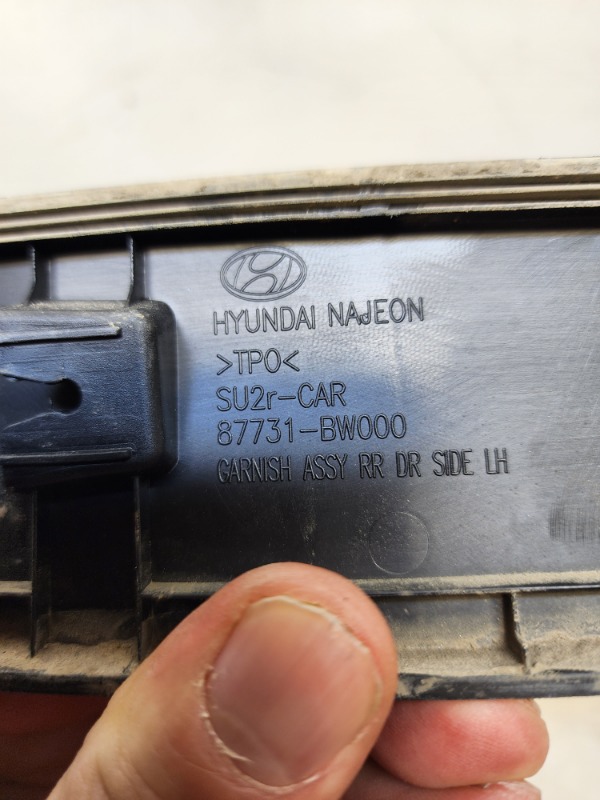 HYUNDAI NAJEON
>TPO<
SU2r-CAR
87731-BW000
GARNISH ASSY RR DR SIDE LH